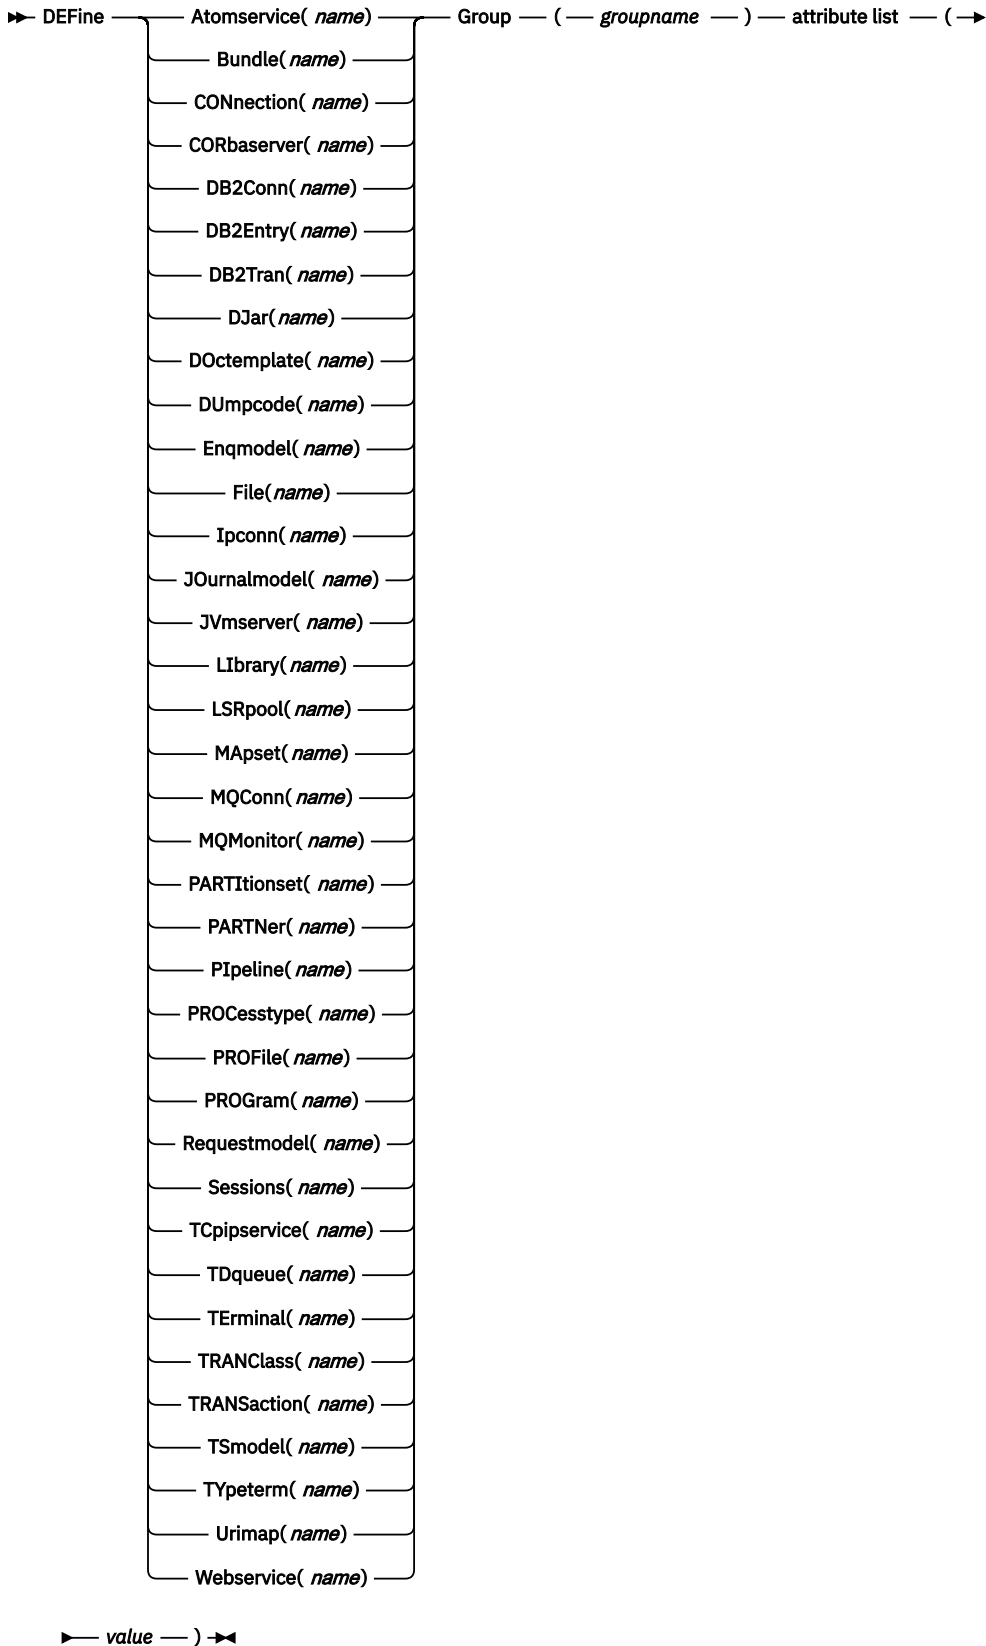 DEFine Atomservice( name) Group ( groupname ) attribute list (
Bundle(name)
CONnection( name)
CORbaserver( name)
DB2Conn(name)
DB2Entry(name)
DB2Tran( name)
DJar(name)
DOctemplate( name)
DUmpcode( name)
Enqmodel( name)
File(name)
Ipconn( name)
JOurnalmodel( name)
JVmserver( name)
LIbrary(name)
LSRpool( name)
MApset( name)
MQConn( name)
MQMonitor( name)
PARTItionset( name)
PARTNer( name)
PIpeline( name)
PROCesstype( name)
PROFile( name)
PROGram( name)
Requestmodel( name)
Sessions( name)
TCpipservice( name)
TDqueue( name)
TErminal( name)
TRANClass( name)
TRANSaction( name)
TSmodel( name)
TYpeterm( name)
Urimap( name)
Webservice( name)
value )